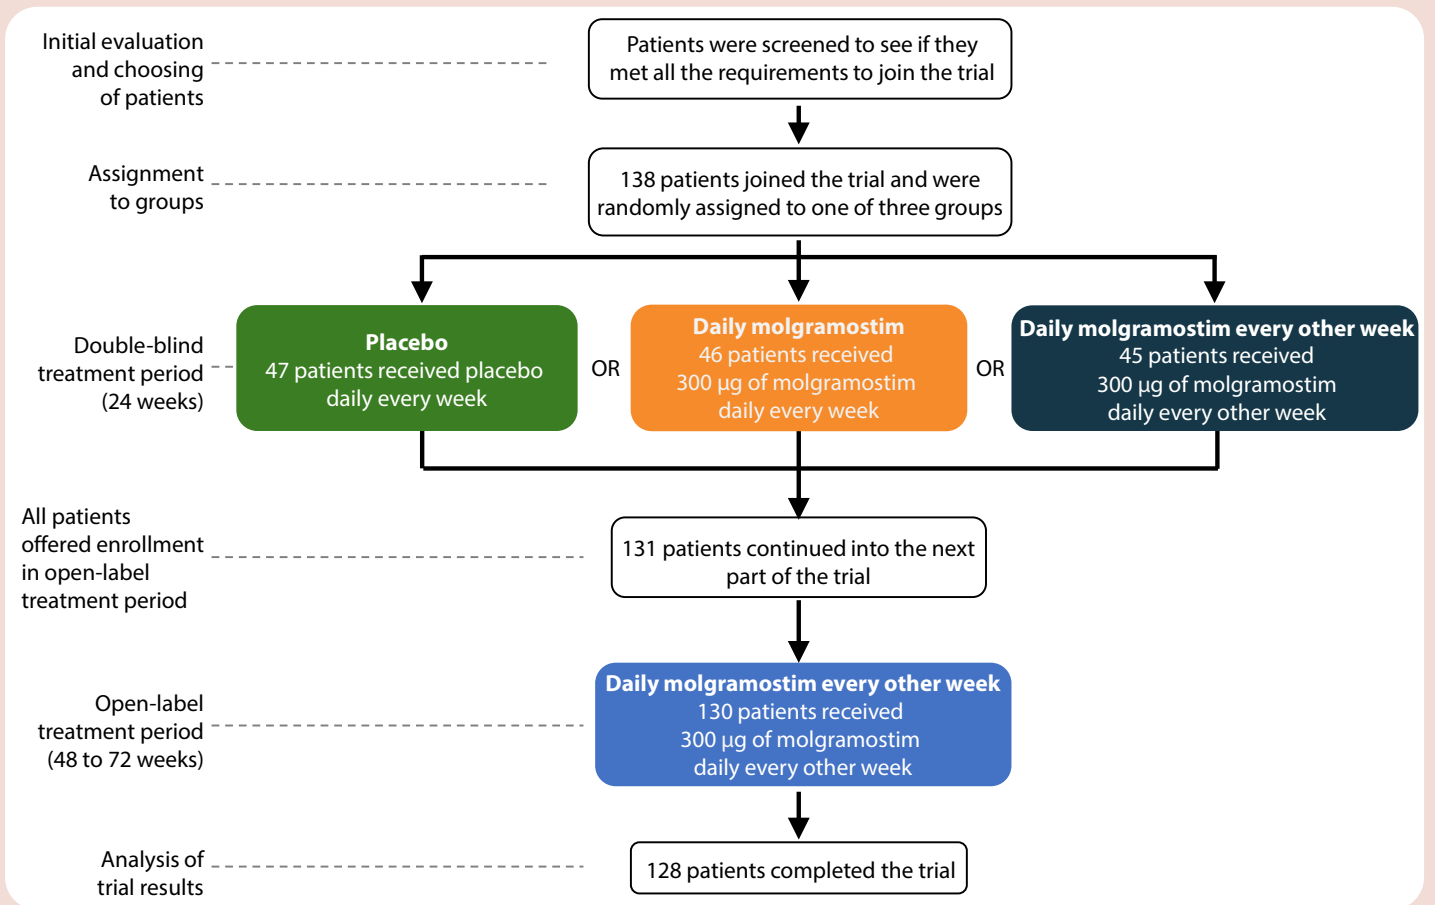 Initial evaluation
and choosing
of patients
Patients were screened to see if they
met all the requirements to join the trial
Assignment
to groups
138 patients joined the trial and were
randomly assigned to one of three groups
Double-blind
treatment period
(24 weeks)
Placebo
47 patients received placebo
daily every week
OR
Daily molgramostim
46 patients received
300 µg of molgramostim
daily every week
OR
Daily molgramostim every other week
45 patients received
300 µg of molgramostim
daily every other week
All patients
offered enrollment
in open-label
treatment period
131 patients continued into the next
part of the trial
Open-label
treatment period
(48 to 72 weeks)
Daily molgramostim every other week
130 patients received
300 µg of molgramostim
daily every other week
Analysis of
trial results
128 patients completed the trial